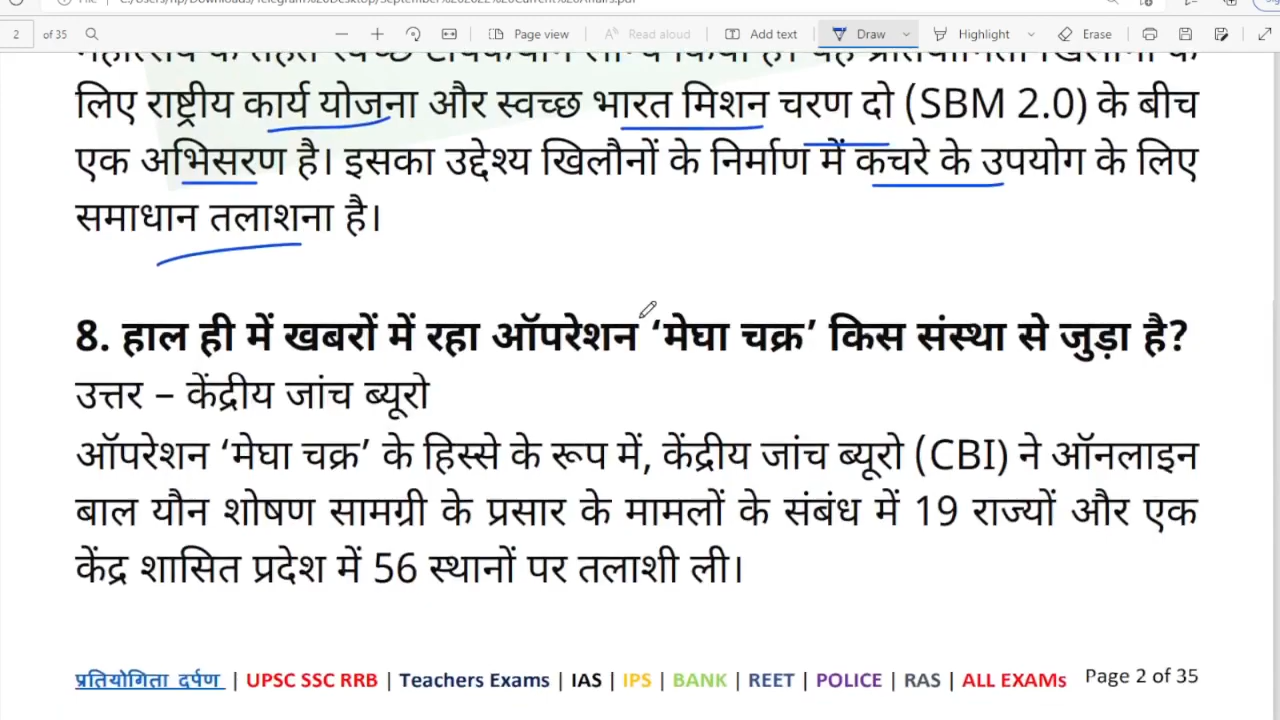 2 of 35 Page view Read aloud Add text Draw Highlight Erase
लिए राष्ट्रीय कार्य योजना और स्वच्छ भारत मिशन चरण दो (SBM 2.0) के बीच
एक अभिसरण है। इसका उद्देश्य खिलौनों के निर्माण में कचरे के उपयोग के लिए
समाधान तलाशना है।
8. हाल ही में खबरों में रहा ऑपरेशन ‘मेघा चक्र’ किस संस्था से जुड़ा है?
उत्तर – केंद्रीय जांच ब्यूरो
ऑपरेशन ‘मेघा चक्र’ के हिस्से के रूप में, केंद्रीय जांच ब्यूरो (CBI) ने ऑनलाइन
बाल यौन शोषण सामग्री के प्रसार के मामलों के संबंध में 19 राज्यों और एक
केंद्र शासित प्रदेश में 56 स्थानों पर तलाशी ली।
प्रतियोगिता दर्पण | UPSC SSC RRB | Teachers Exams | IAS | IPS | BANK | REET | POLICE | RAS | ALL EXAMs Page 2 of 35